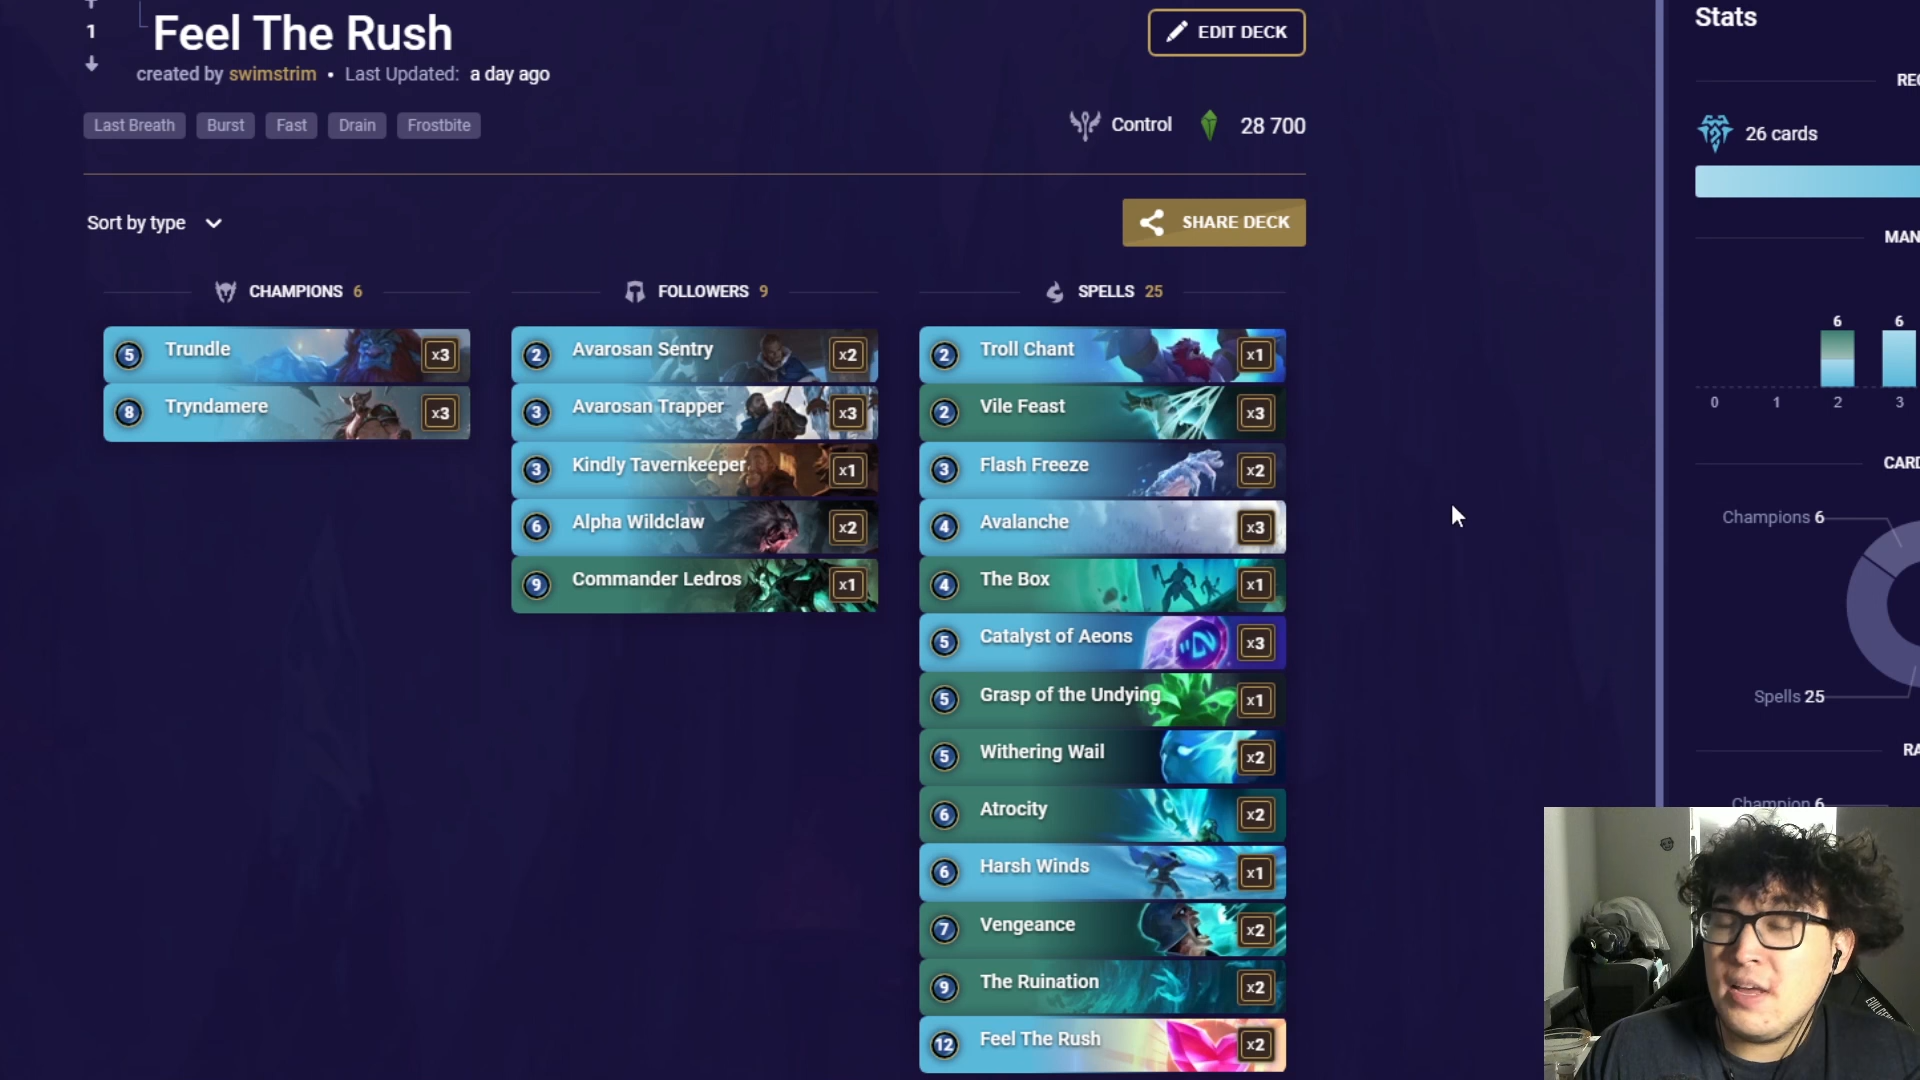 Feel The Rush
1
created by swimstrim • Last Updated: a day ago
EDIT DECK
Last Breath Burst Fast Drain Frostbite
Control 28 700
Sort by type
SHARE DECK
CHAMPIONS 6
5 Trundle x3
8 Tryndamere x3
FOLLOWERS 9
2 Avarosan Sentry x2
3 Avarosan Trapper x3
3 Kindly Tavernkeeper x1
6 Alpha Wildclaw x2
9 Commander Ledros x1
SPELLS 25
2 Troll Chant x1
2 Vile Feast x3
3 Flash Freeze x2
4 Avalanche x3
4 The Box x1
5 Catalyst of Aeons x3
5 Grasp of the Undying x1
5 Withering Wail x2
6 Atrocity x2
6 Harsh Winds x1
7 Vengeance x2
9 The Ruination x2
12 Feel The Rush x2
Stats
REG
26 cards
MAN
6 6
0 1 2 3
CARD
Champions 6
Spells 25
RA
Champion 6